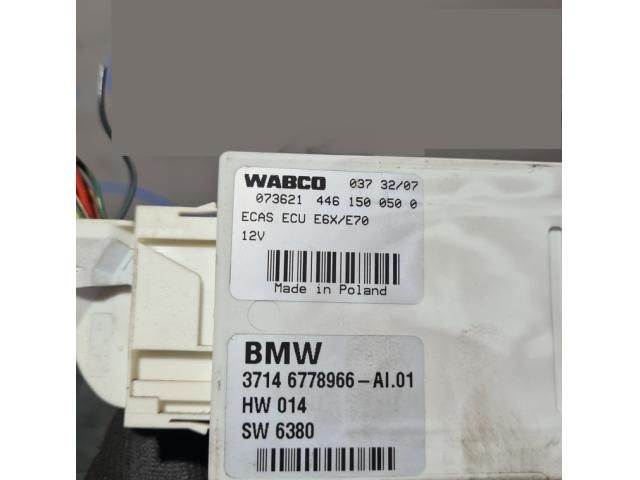 WABCO 037 32/07
073621 446 150 050 0
ECAS ECU E6X/E70
12V
Made in Poland
BMW
3714 6778966-AI.01
HW 014
SW 6380